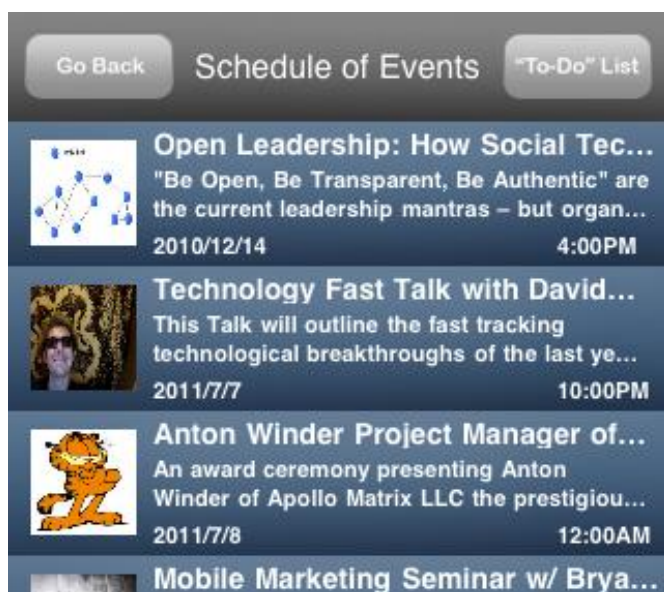 Go Back
Schedule of Events
"To-Do" List
Open Leadership: How Social Tec...
"Be Open, Be Transparent, Be Authentic" are
the current leadership mantras – but organ...
2010/12/14 4:00PM
Technology Fast Talk with David...
This Talk will outline the fast tracking
technological breakthroughs of the last ye...
2011/7/7 10:00PM
Anton Winder Project Manager of...
An award ceremony presenting Anton
Winder of Apollo Matrix LLC the prestigiou...
2011/7/8 12:00AM
Mobile Marketing Seminar w/ Brya...